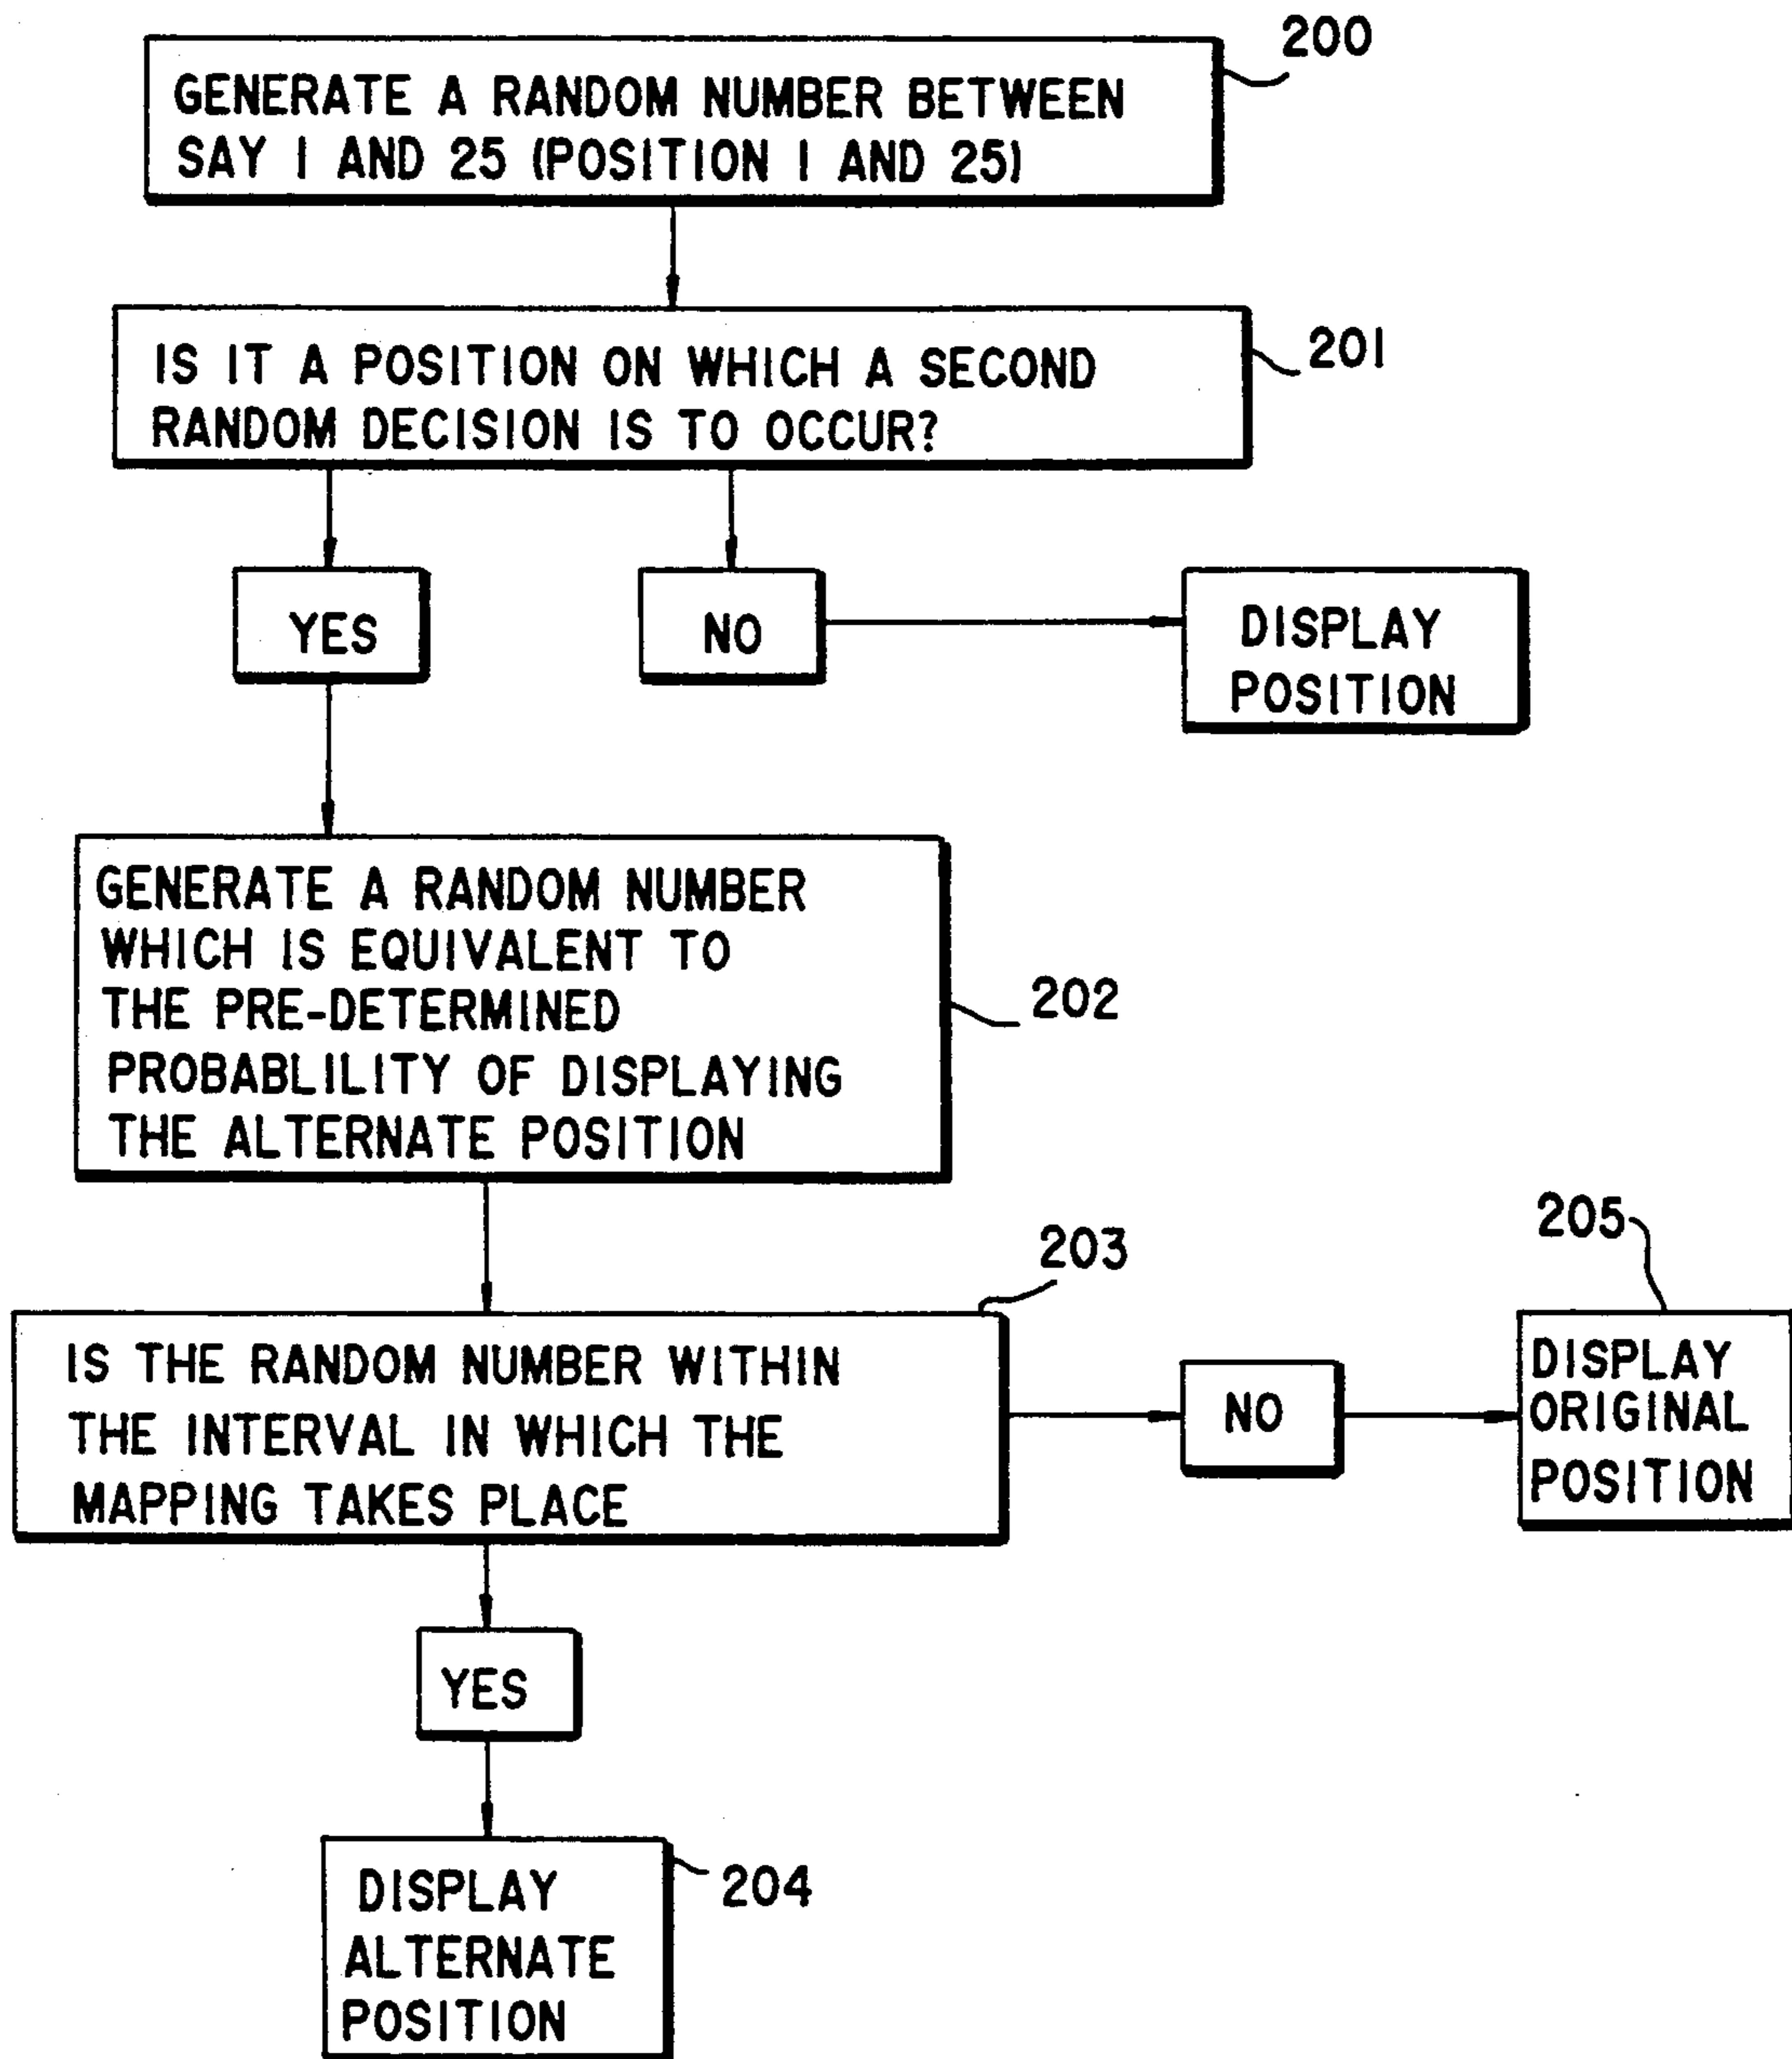 200
GENERATE A RANDOM NUMBER BETWEEN
SAY 1 AND 25 (POSITION 1 AND 25)
201
IS IT A POSITION ON WHICH A SECOND
RANDOM DECISION IS TO OCCUR?
YES
NO
DISPLAY
POSITION
GENERATE A RANDOM NUMBER
WHICH IS EQUIVALENT TO
THE PRE-DETERMINED
PROBABLILITY OF DISPLAYING
THE ALTERNATE POSITION
202
203
IS THE RANDOM NUMBER WITHIN
THE INTERVAL IN WHICH THE
MAPPING TAKES PLACE
NO
205
DISPLAY
ORIGINAL
POSITION
YES
204
DISPLAY
ALTERNATE
POSITION